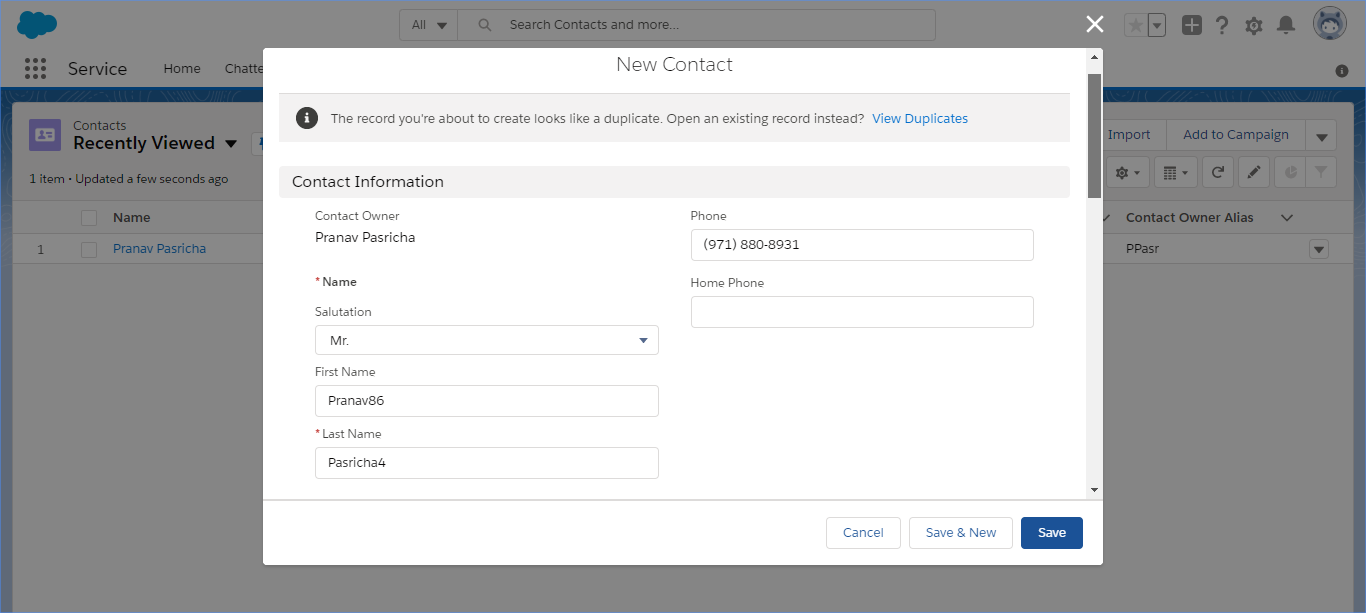 All
Search Contacts and more...
Service
Home
Chatte
New Contact
The record you're about to create looks like a duplicate. Open an existing record instead? View Duplicates
Contacts
Recently Viewed
Import
Add to Campaign
1 item • Updated a few seconds ago
Contact Information
Name
Contact Owner Alias
1
Pranav Pasricha
PPasr
Contact Owner
Pranav Pasricha
Phone
(971) 880-8931
*Name
Home Phone
Salutation
Mr.
First Name
Pranav86
*Last Name
Pasricha4
Cancel
Save & New
Save